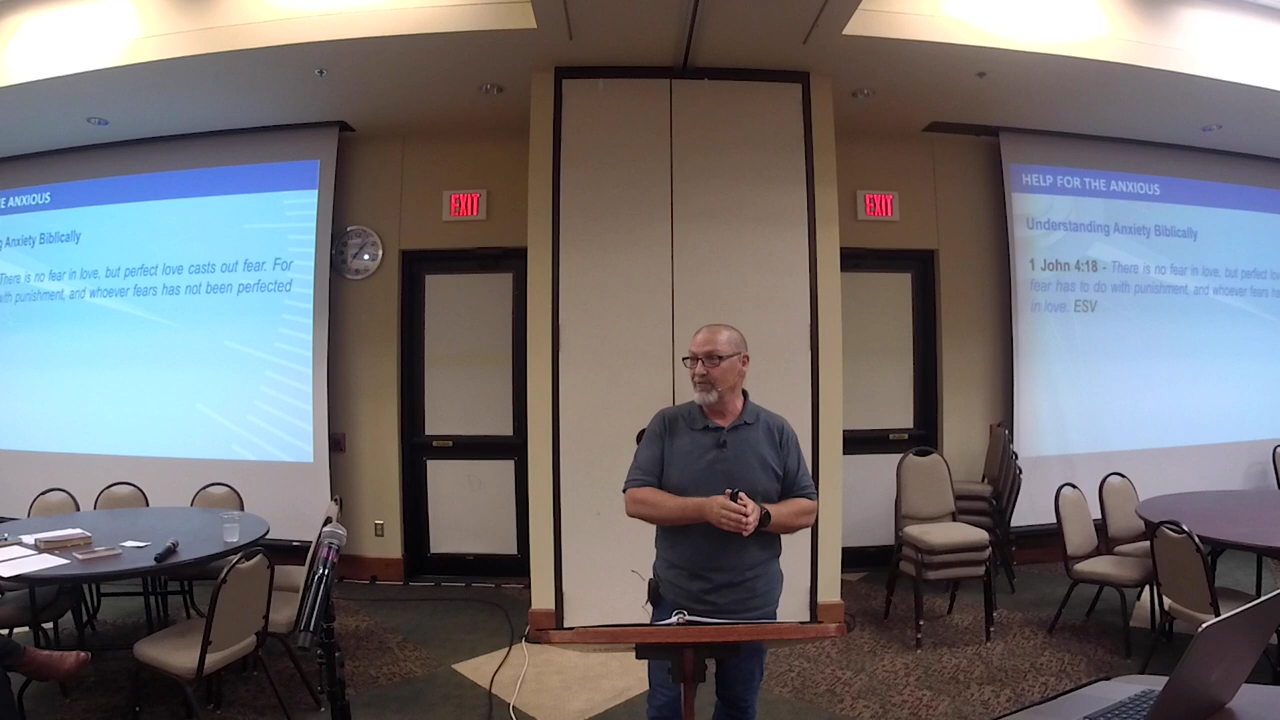 E ANXIOUS
g Anxiety Biblically
There is no fear in love, but perfect love casts out fear. For
with punishment, and whoever fears has not been perfected
EXIT
EXIT
HELP FOR THE ANXIOUS
Understanding Anxiety Biblically
1 John 4:18 - There is no fear in love, but perfect lo
fear has to do with punishment, and whoever fears ha
in love. ESV